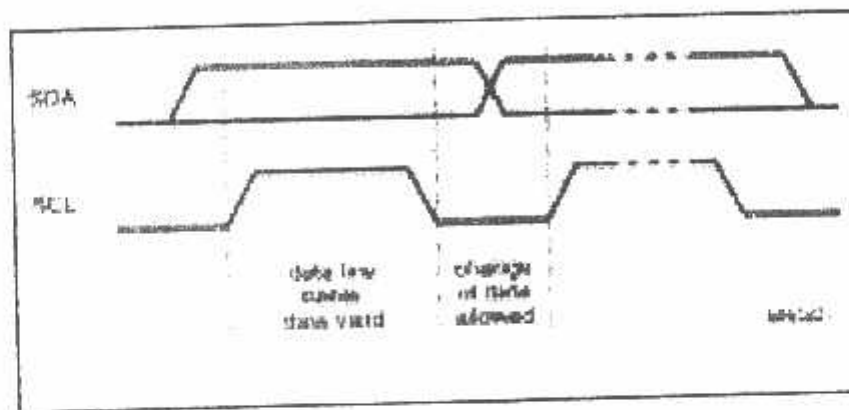 SDA
SCL
data line
stable
data valid
change
of data
allowed